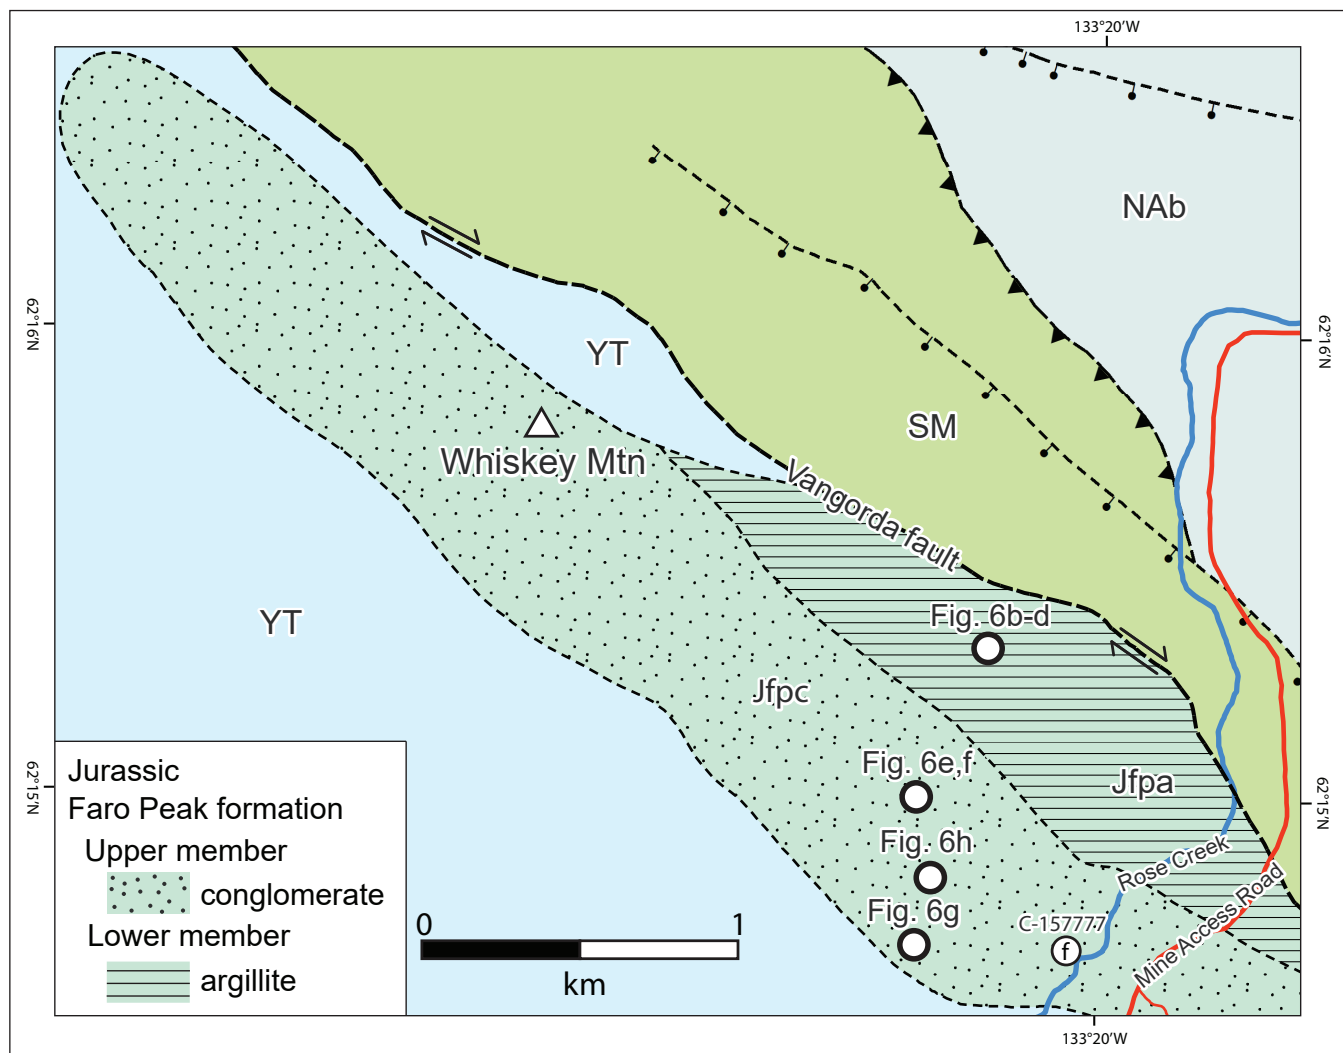 133°20'W
NAb
62°16'N
62°16'N
YT
SM
Whiskey Mtn
Vangorda fault
YT
Fig. 6b-d
Jfpc
Fig. 6e,f
Jfpa
62°15'N
62°15'N
Fig. 6h
Rose Creek
Fig. 6g
C-157777
f
Mine Access Road
Jurassic
Faro Peak formation
Upper member
conglomerate
Lower member
argillite
0 1
km
133°20'W